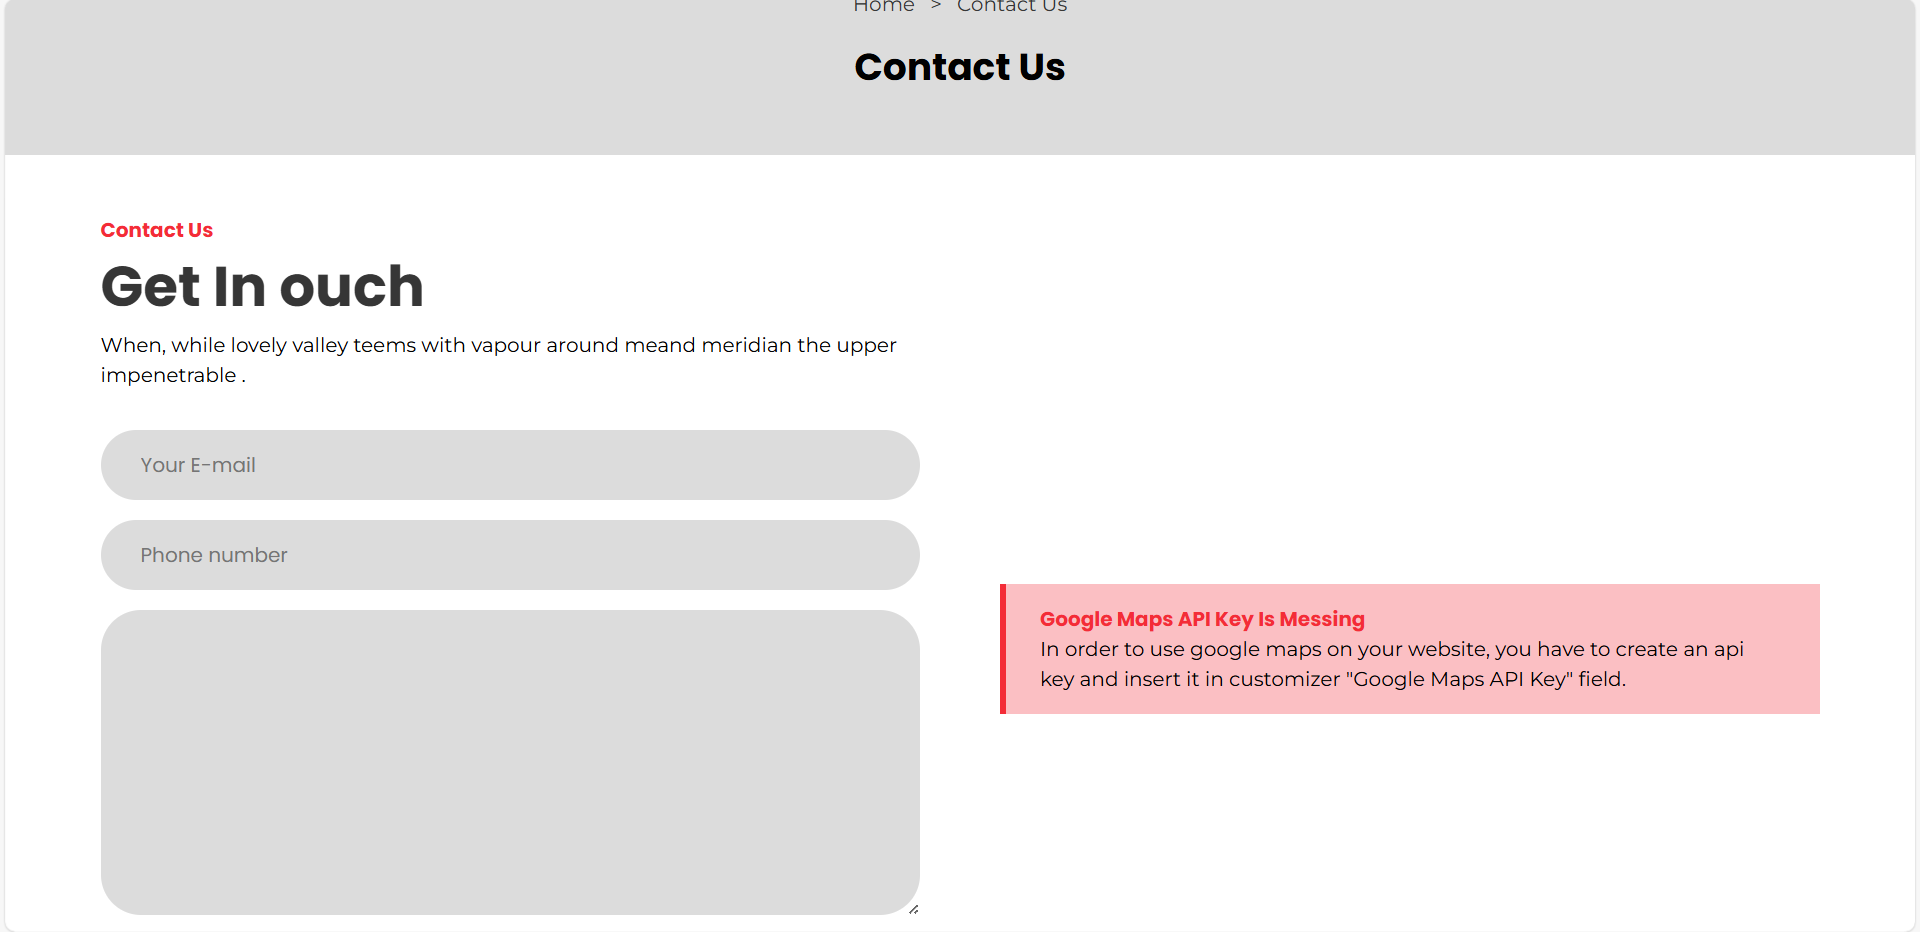 Home > Contact Us
Contact Us
Contact Us
Get In ouch
When, while lovely valley teems with vapour around meand meridian the upper
impenetrable .
Your E-mail
Phone number
Google Maps API Key Is Messing
In order to use google maps on your website, you have to create an api
key and insert it in customizer "Google Maps API Key" field.